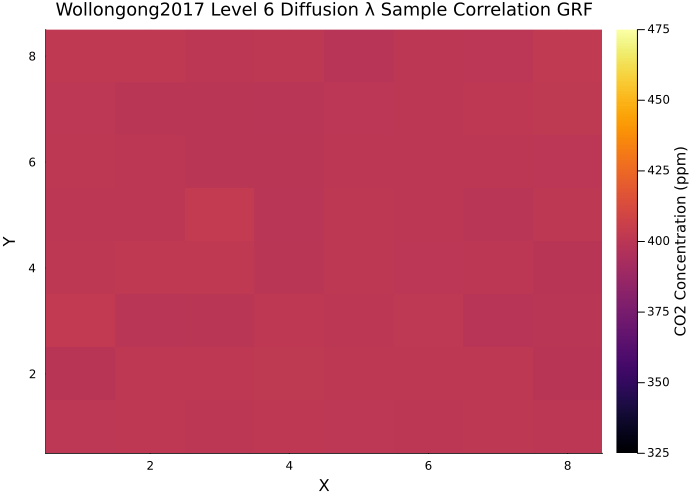 Wollongong2017 Level 6 Diffusion λ Sample Correlation GRF
8
6
4
2
Y
2 4 6 8
X
475
450
425
400
375
350
325
CO2 Concentration (ppm)